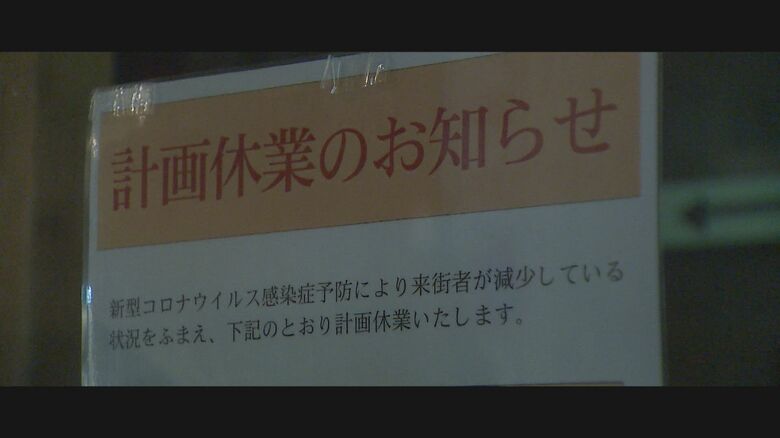 計画休業のお知らせ
新型コロナウイルス感染症予防により来街者が減少している
状況をふまえ、下記のとおり計画休業いたします。